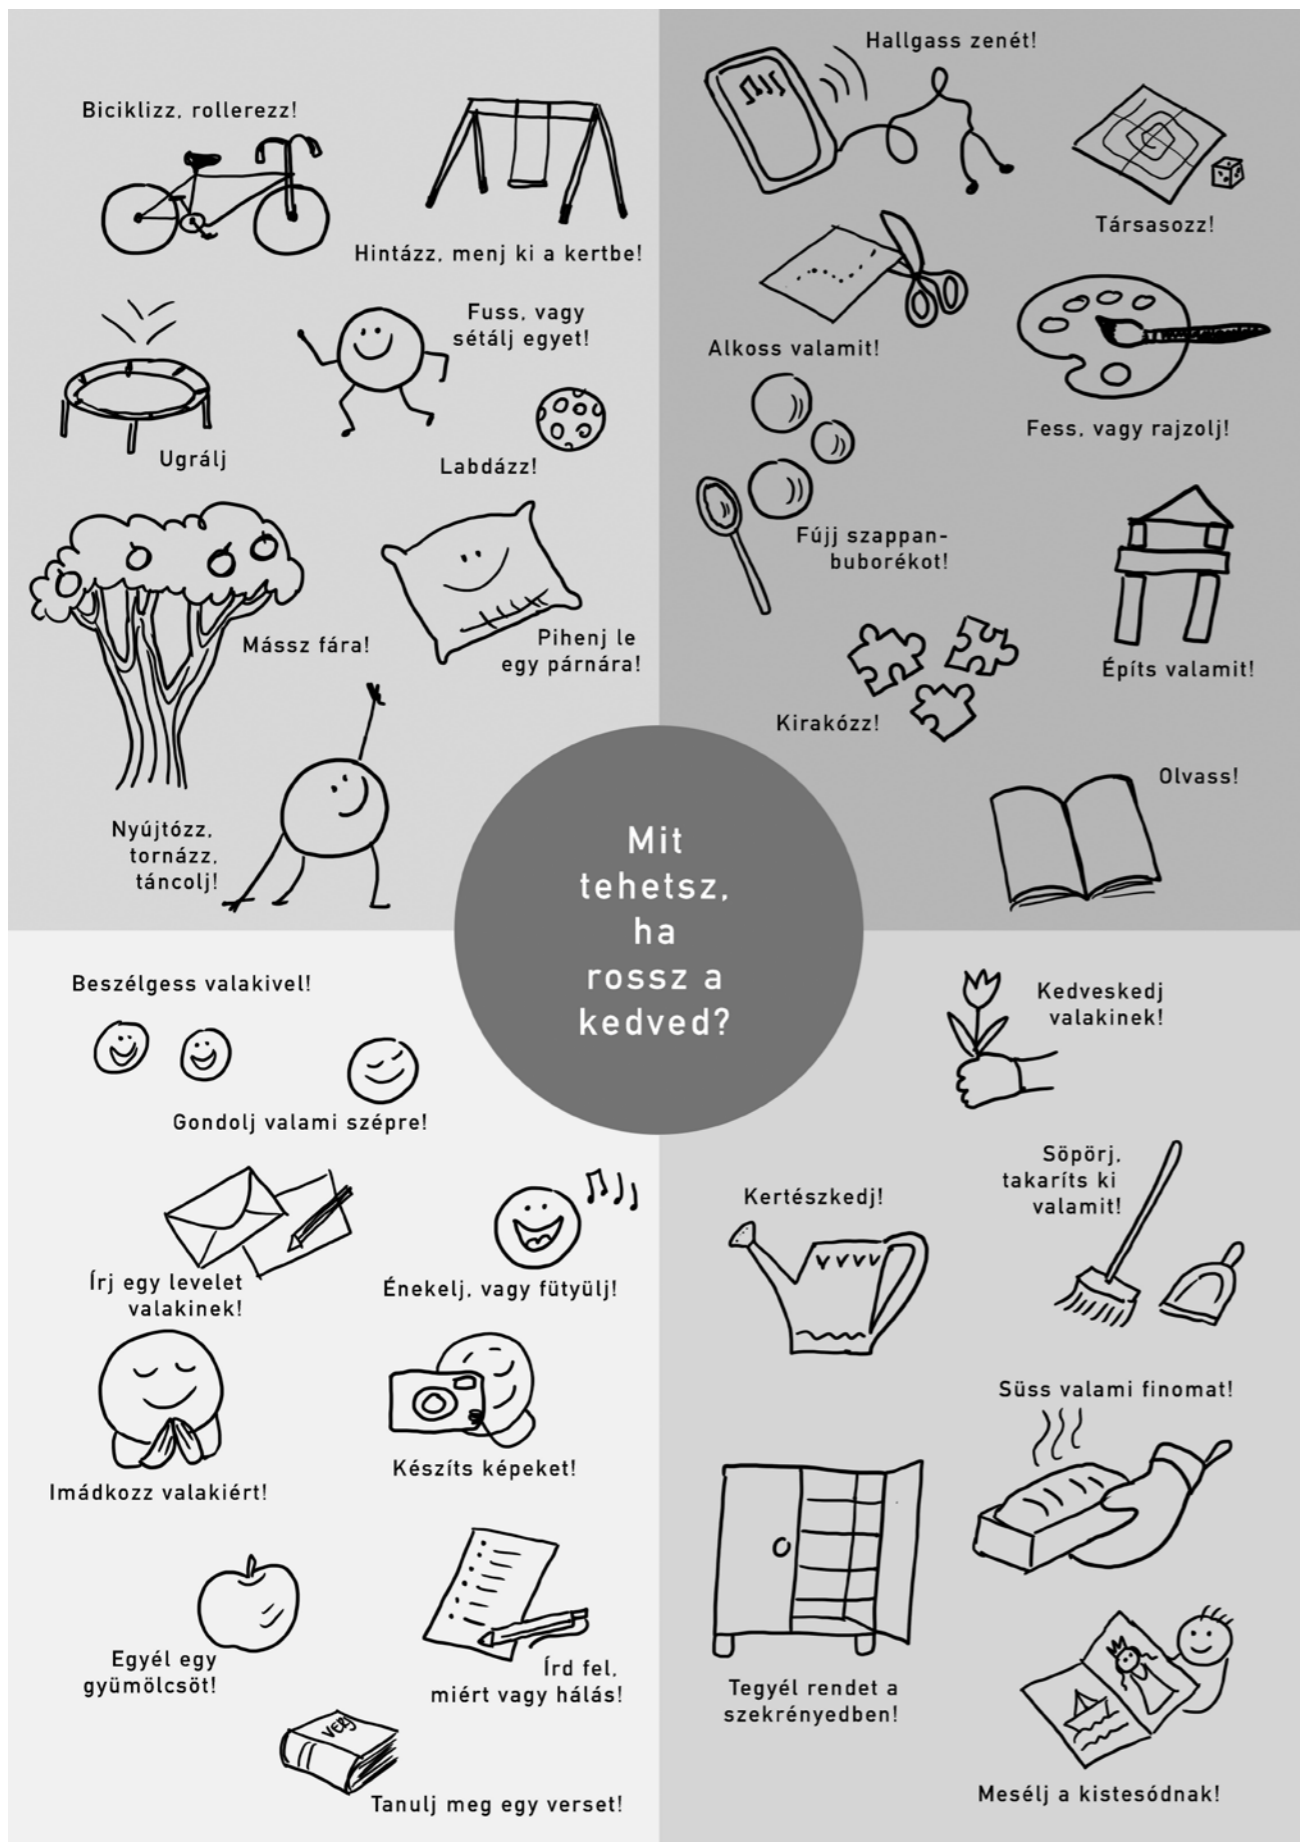 Biciklizz, rollerezz!
Hintázz, menj ki a kertbe!
Fuss, vagy
sétálj egyet!
Ugrálj
Labdázz!
Mássz fára!
Pihenj le
egy párnára!
Nyújtózz,
tornázz,
táncolj!
Hallgass zenét!
Társasozz!
Alkoss valamit!
Fess, vagy rajzolj!
Fújj szappan-
buborékot!
Építs valamit!
Kirakózz!
Olvass!
Mit
tehetsz,
ha
rossz a
kedved?
Beszélgess valakivel!
Gondolj valami szépre!
Írj egy levelet
valakinek!
Énekelj, vagy fütyülj!
Imádkozz valakiért!
Készíts képeket!
Egyél egy
gyümölcsöt!
Írd fel,
miért vagy hálás!
VERS
Tanulj meg egy verset!
Kedveskedj
valakinek!
Söpörj,
takaríts ki
valamit!
Kertészkedj!
Süss valami finomat!
Tegyél rendet a
szekrényedben!
Mesélj a kistesódnak!